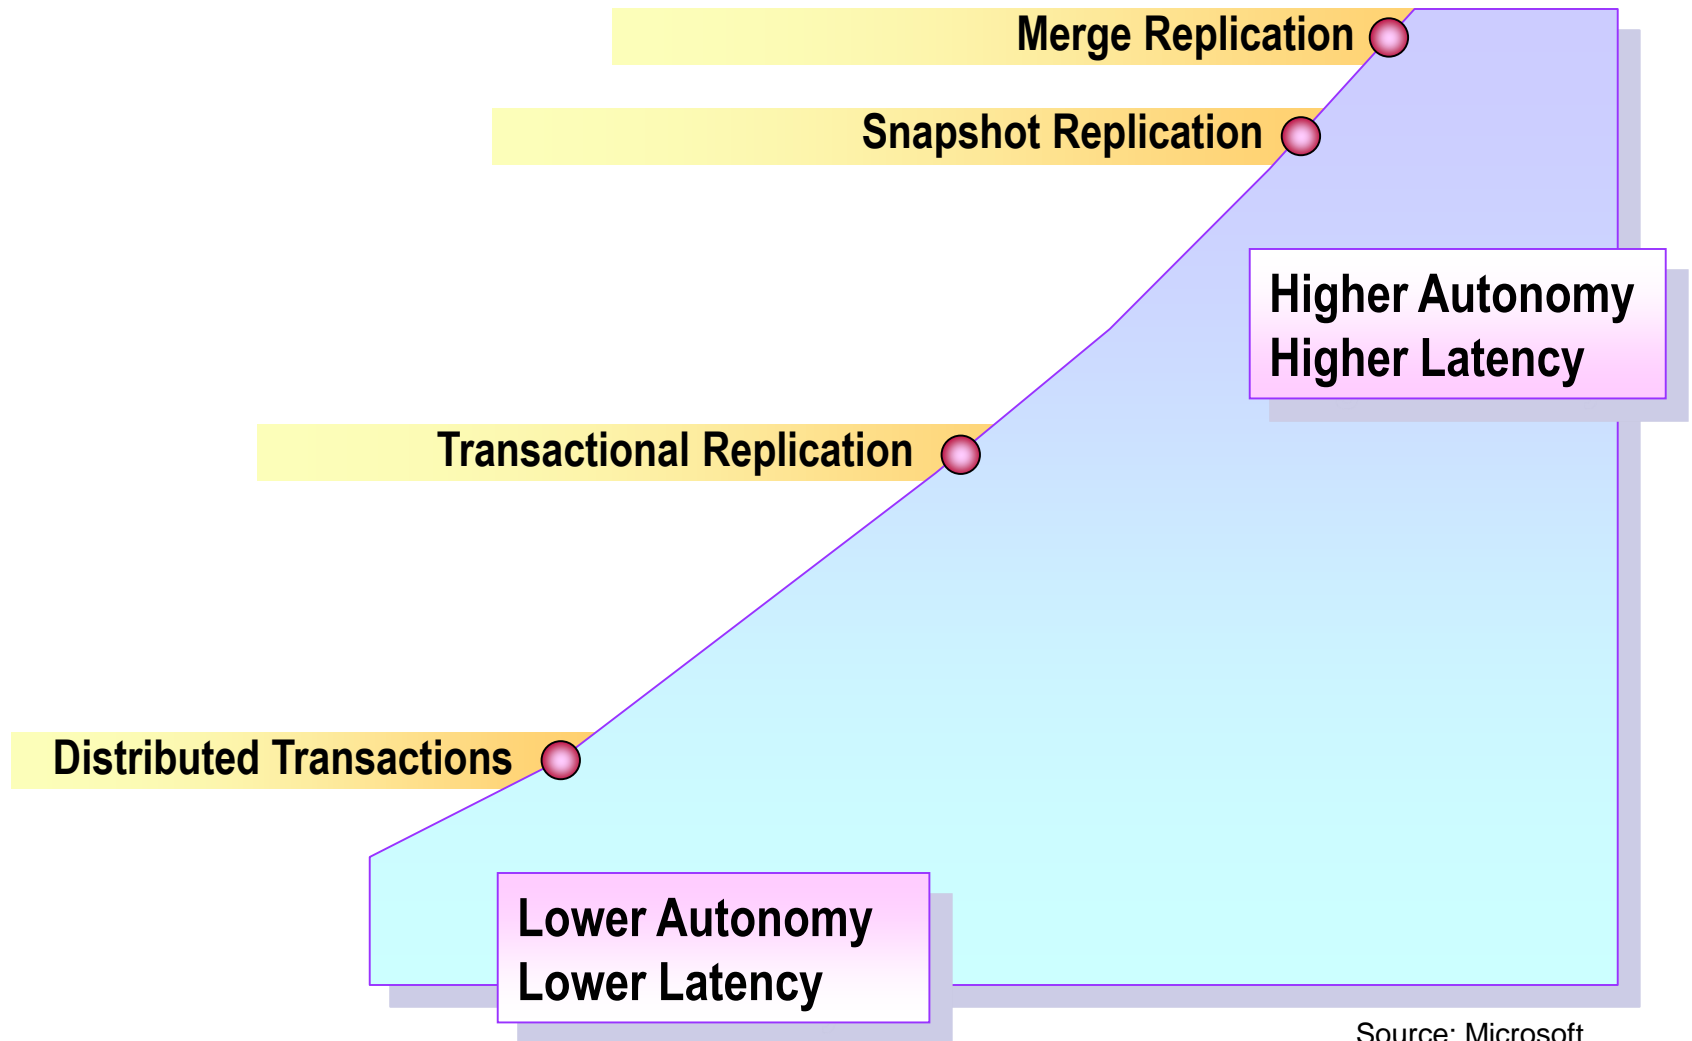 Merge Replication
Snapshot Replication
Higher Autonomy
Higher Latency
Transactional Replication
Distributed Transactions
Lower Autonomy
Lower Latency
Source: Microsoft